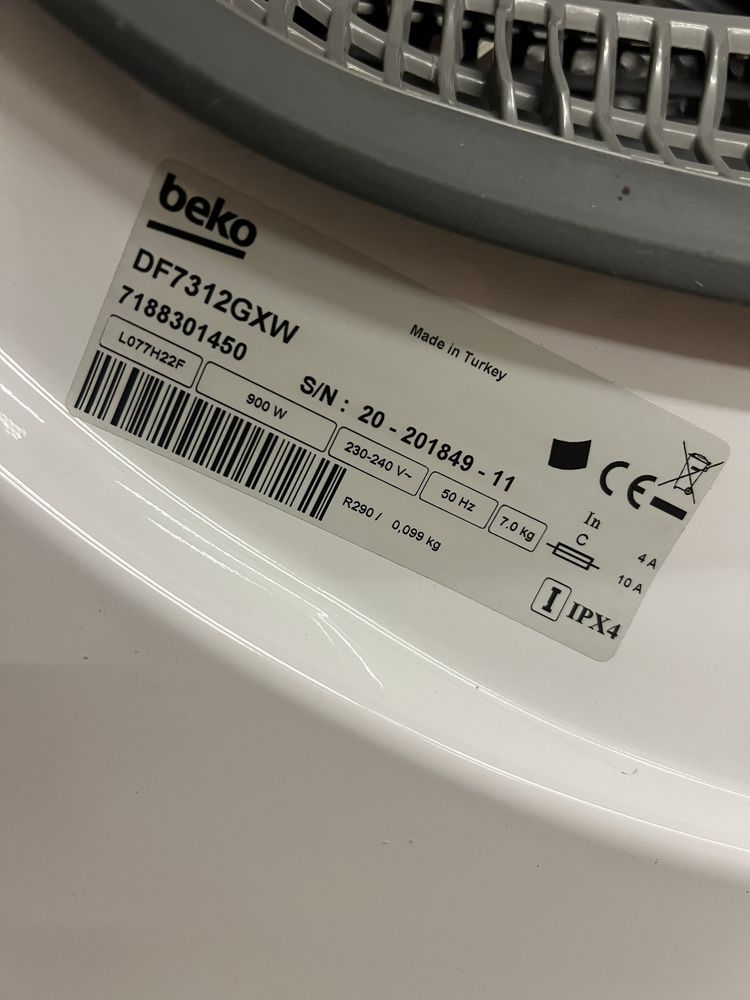 beko
DF7312GXW
7188301450
Made in Turkey
L077H22F
S/N : 20 - 201849 - 11
900 W
230-240 V~
50 Hz
7.0 kg
R290 / 0,099 kg
CE
In
C
4 A
10 A
I IPX4